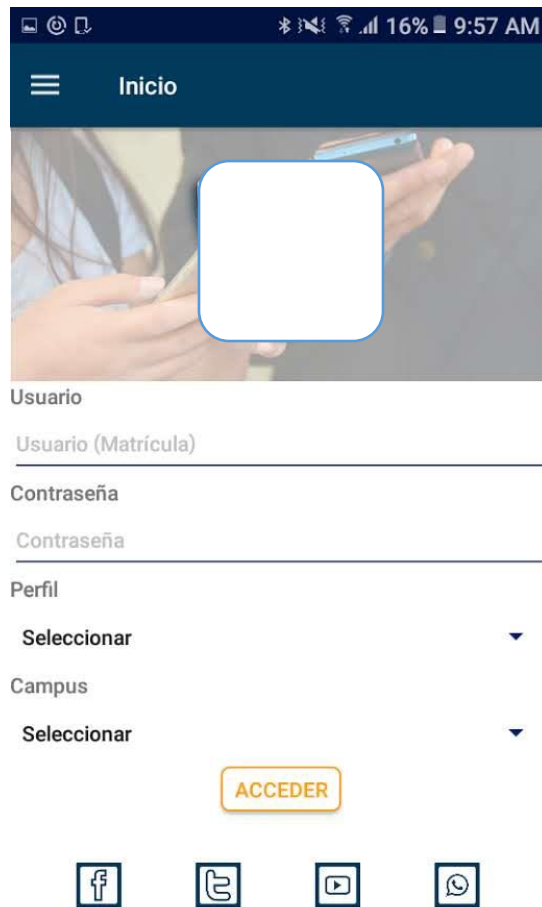 16% 9:57 AM
Inicio
Usuario
Usuario (Matrícula)
Contraseña
Contraseña
Perfil
Seleccionar
Campus
Seleccionar
ACCEDER